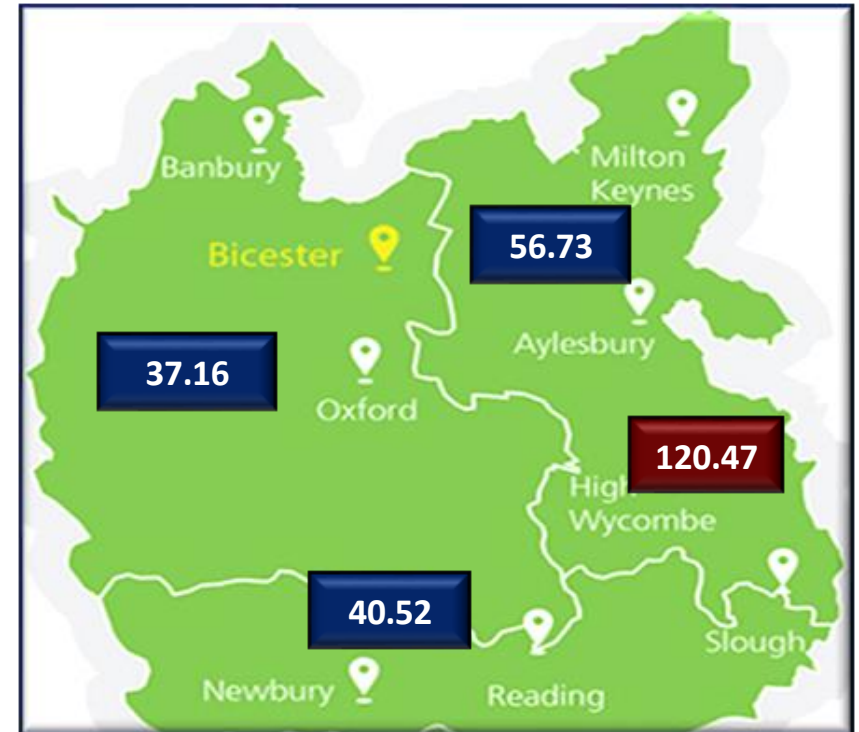 Banbury
Milton
Keynes
Bicester
56.73
Aylesbury
37.16
Oxford
120.47
High
Wycombe
40.52
Slough
Newbury
Reading